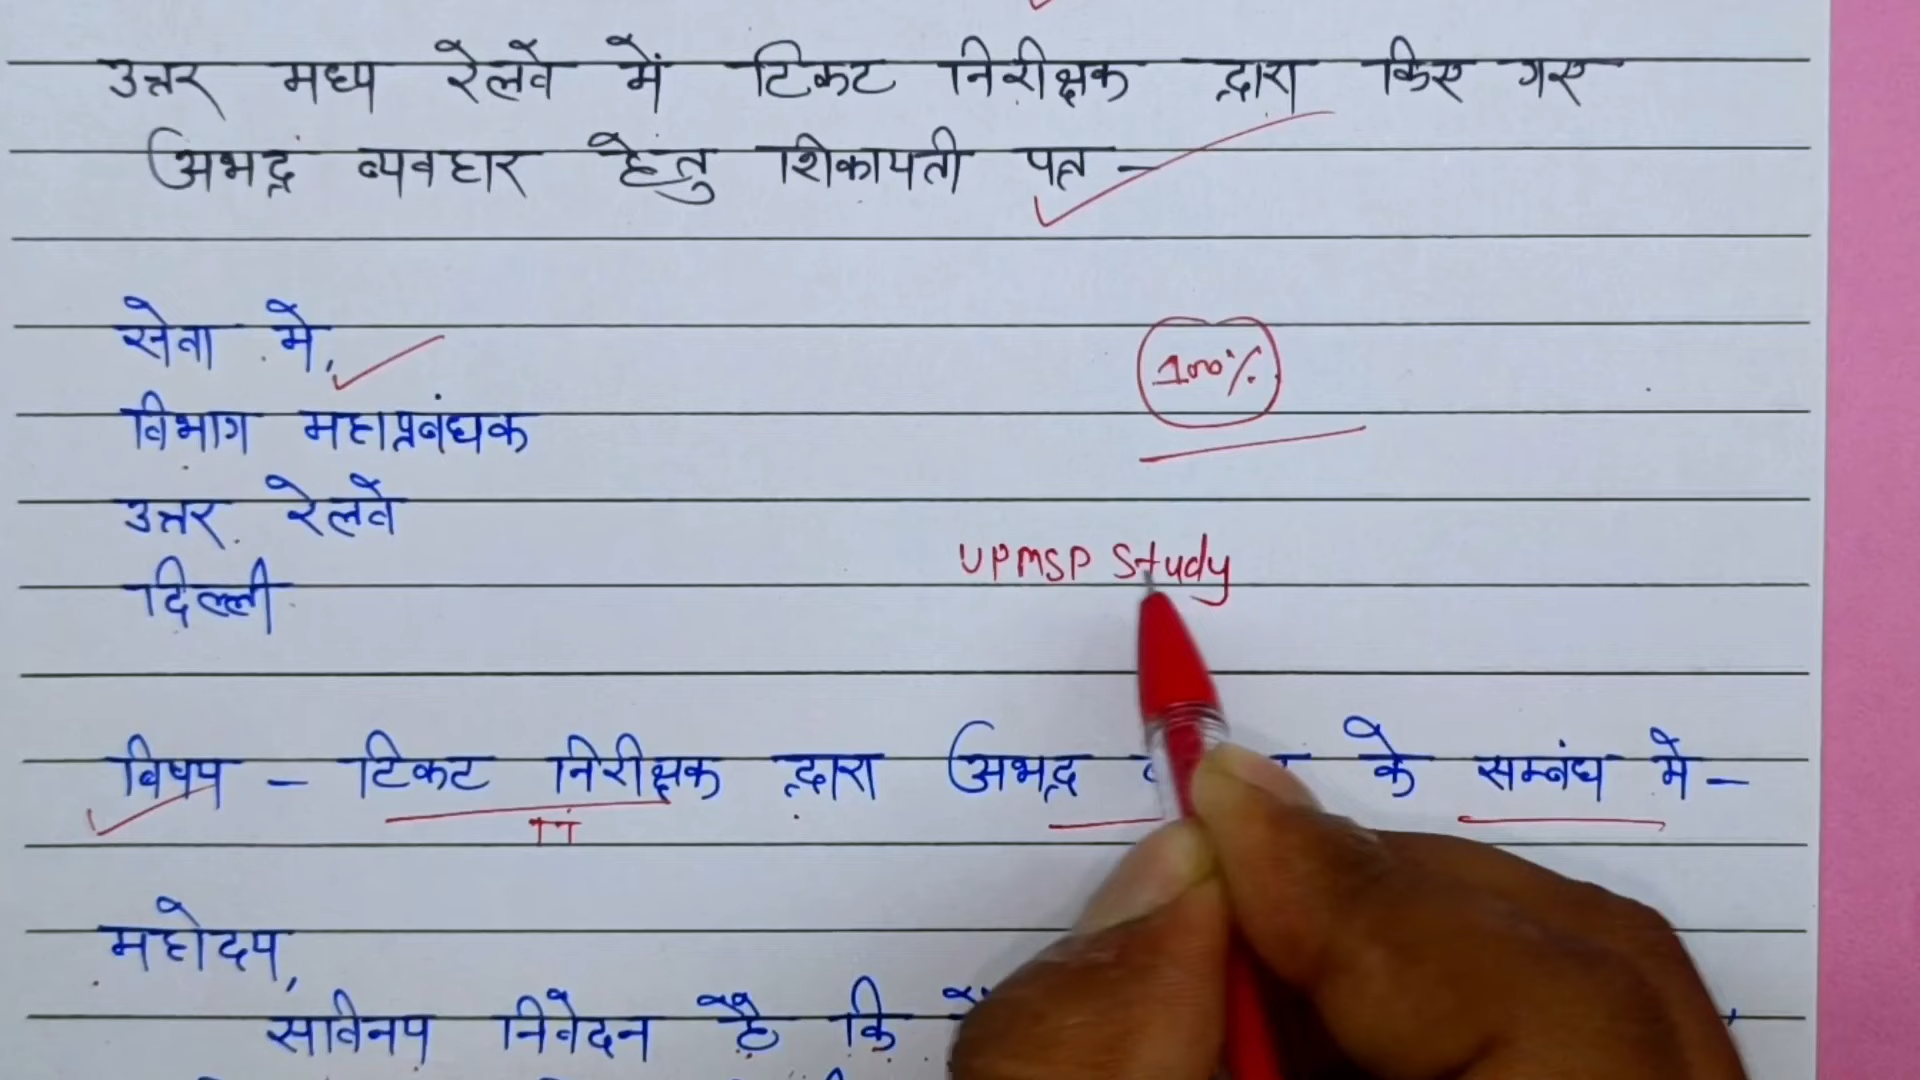 उत्तर मध्य रेलवे में टिकट निरीक्षक द्वारा किए गए
अभद्र व्यवहार हेतु शिकायती पत्र -
सेवा में,
100%
विभाग महाप्रबंधक
उत्तर रेलवे
UPMSP Study
दिल्ली
विषय - टिकट निरीक्षक द्वारा अभद्र के सम्बंध में -
महोदय,
सविनय निवेदन है कि